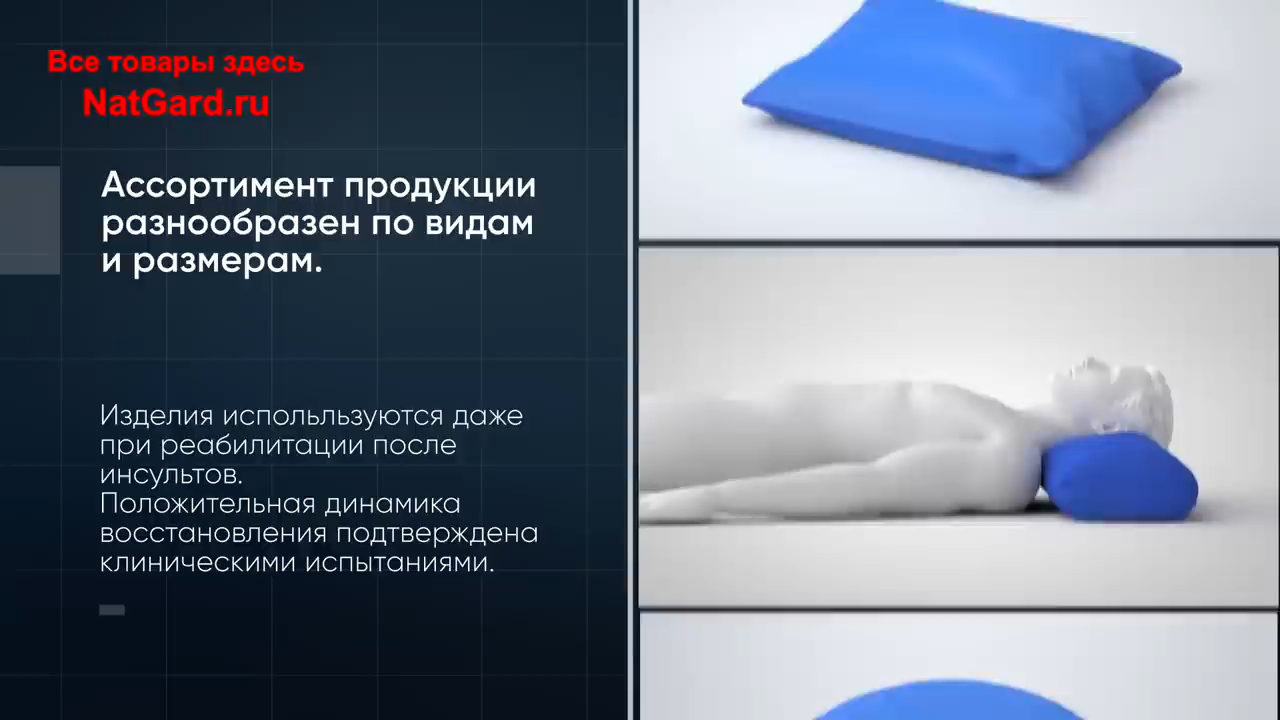 Все товары здесь
NatGard.ru
Ассортимент продукции
разнообразен по видам
и размерам.
Изделия испольльзуются даже
при реабилитации после
инсультов.
Положительная динамика
восстановления подтверждена
клиническими испытаниями.